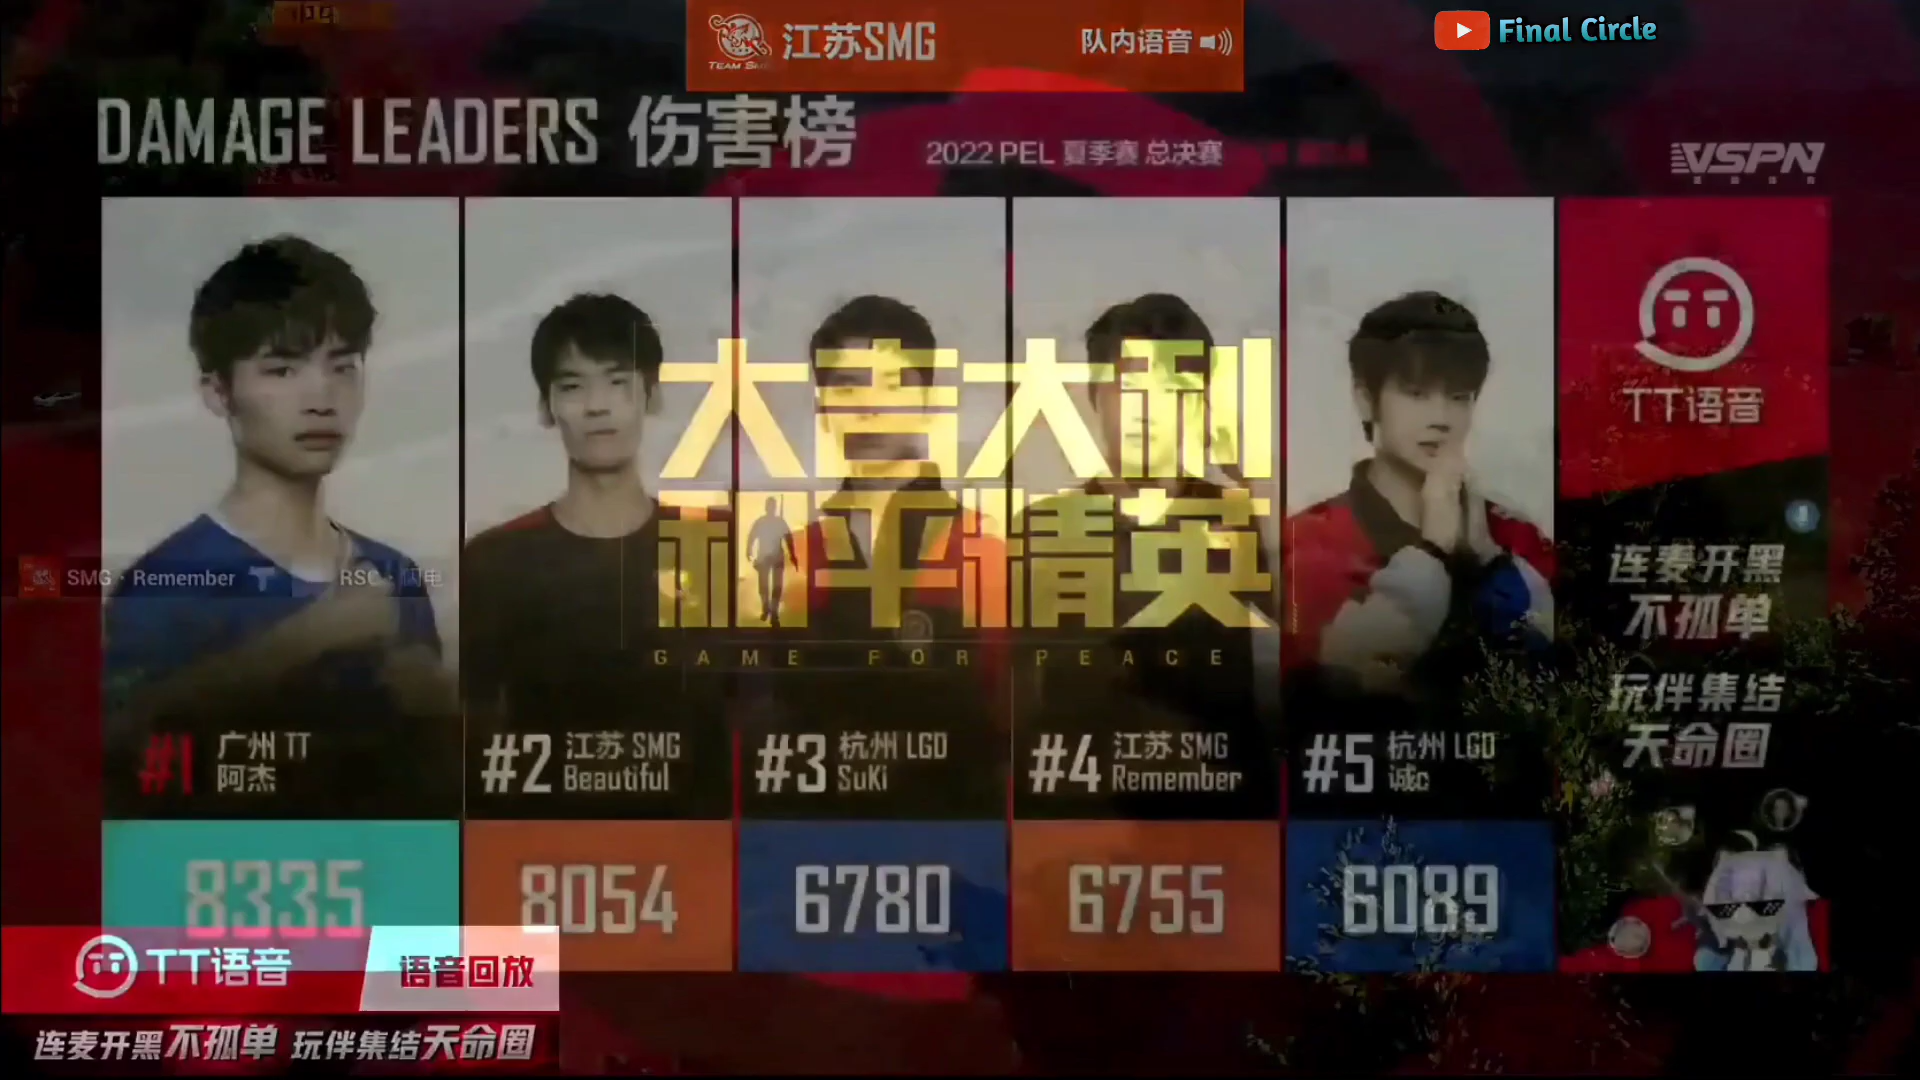 江苏SMG 队内语音
TEAM SMG
Final Circle
DAMAGE LEADERS 伤害榜
2022 PEL 夏季赛 总决赛
VSPN
TT语音
大吉大利
和平精英
GAME FOR PEACE
SMG·Remember
RSC·闪电
连麦开黑
不孤单
玩伴集结
天命圈
#1 广州 TT
阿杰
#2 江苏 SMG
Beautiful
#3 杭州 LGD
SuKi
#4 江苏 SMG
Remember
#5 杭州 LGD
诚c
8335
8054
6780
6755
6089
TT语音 语音回放
连麦开黑不孤单 玩伴集结天命圈